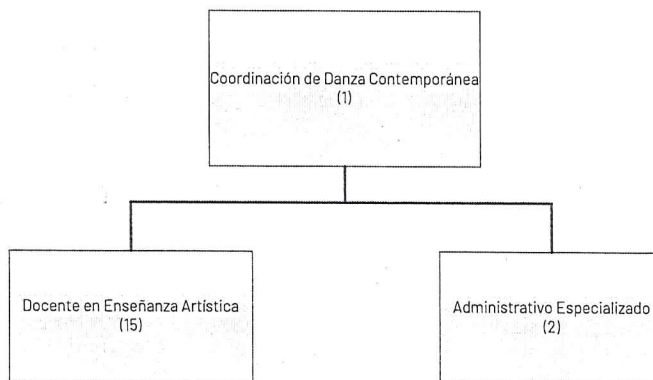 Coordinación de Danza Contemporánea
(1)
Docente en Enseñanza Artística
(15)
Administrativo Especializado
(2)